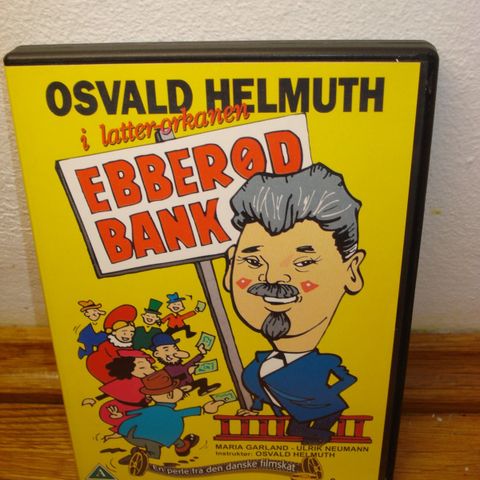 OSVALD HELMUTH
i latter-orkanen
EBBERØD
BANK
MARIA GARLAND - ULRIK NEUMANN
Instruktør: OSVALD HELMUTH
En perle fra den danske filmskat
A